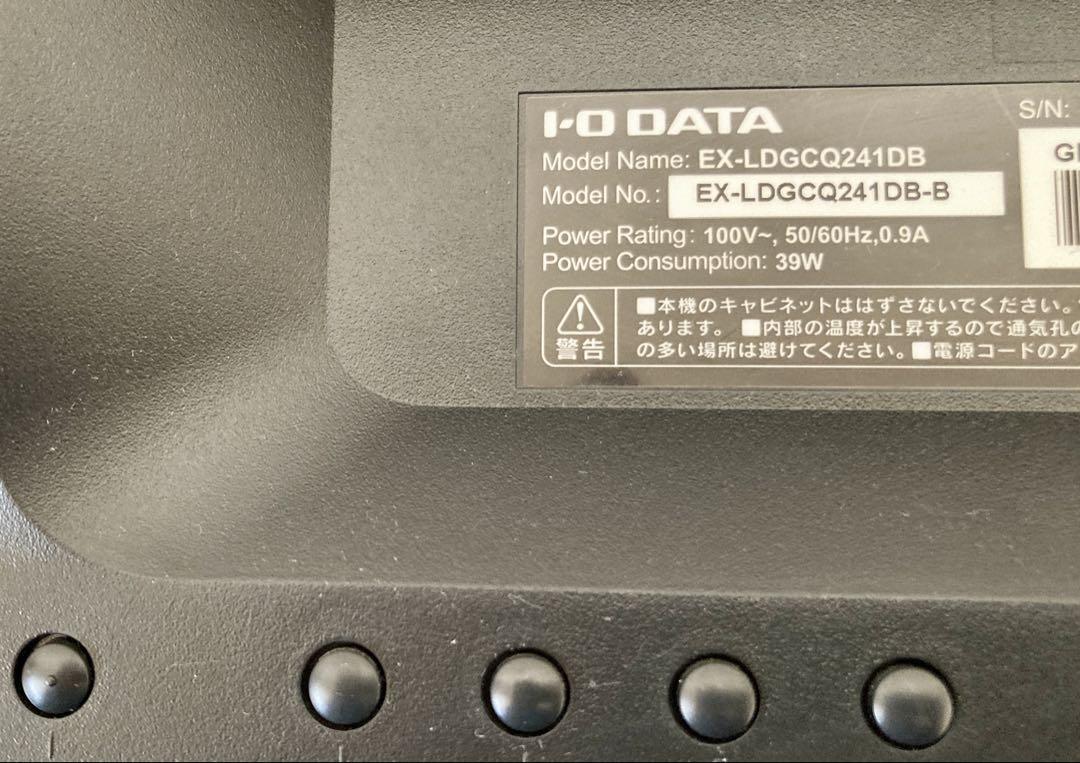 I-O DATA
S/N:
Model Name: EX-LDGCQ241DB
Model No.: EX-LDGCQ241DB-B
Power Rating: 100V~, 50/60Hz,0.9A
Power Consumption: 39W
警告
■本機のキャビネットははずさないでください。
あります。 ■内部の温度が上昇するので通気孔の
の多い場所は避けてください。■電源コードのア